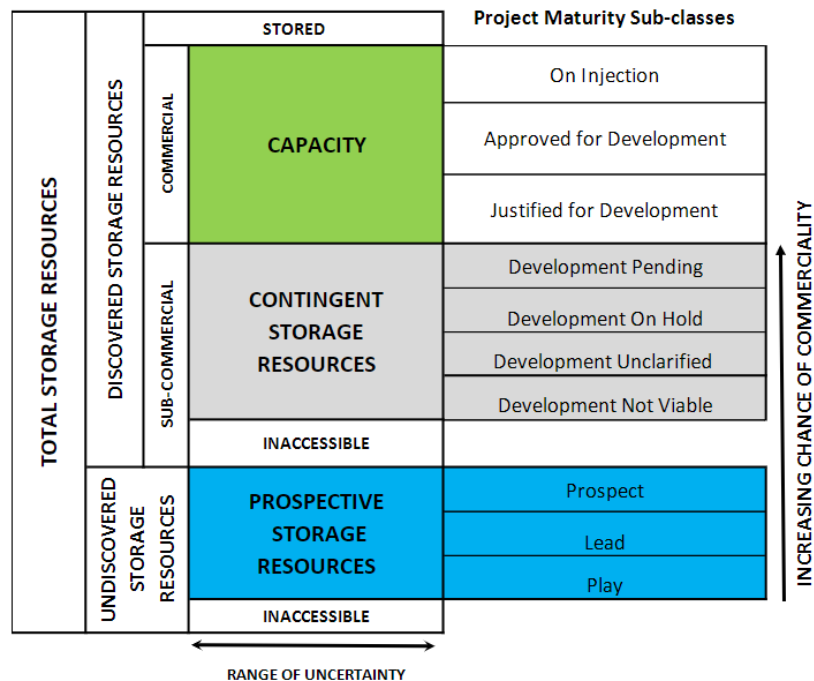 Project Maturity Sub-classes
STORED
On Injection
CAPACITY
Approved for Development
Justified for Development
COMMERCIAL
Development Pending
CONTINGENT
STORAGE
RESOURCES
Development On Hold
Development Unclarified
Development Not Viable
SUB-COMMERCIAL
INACCESSIBLE
DISCOVERED STORAGE RESOURCES
PROSPECTIVE
STORAGE
RESOURCES
Prospect
Lead
Play
UNDISCOVERED
STORAGE
RESOURCES
INACCESSIBLE
TOTAL STORAGE RESOURCES
INCREASING CHANCE OF COMMERCIALITY
RANGE OF UNCERTAINTY